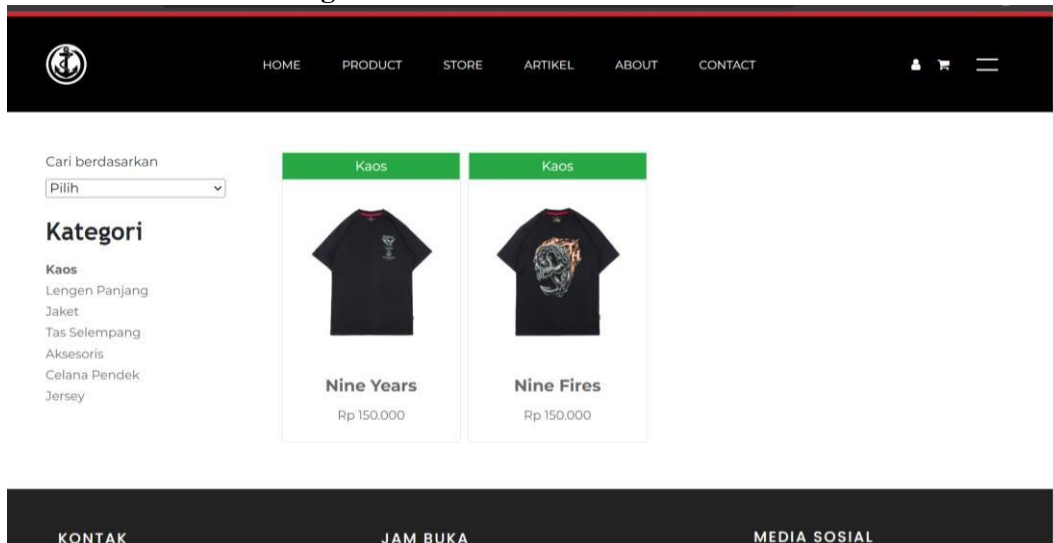 HOME PRODUCT STORE ARTIKEL ABOUT CONTACT
Cari berdasarkan
Pilih
Kategori
Kaos
Lengen Panjang
Jaket
Tas Selempang
Aksesoris
Celana Pendek
Jersey
Kaos
Nine Years
Rp 150.000
Kaos
Nine Fires
Rp 150.000
KONTAK JAM BUKA MEDIA SOSIAL